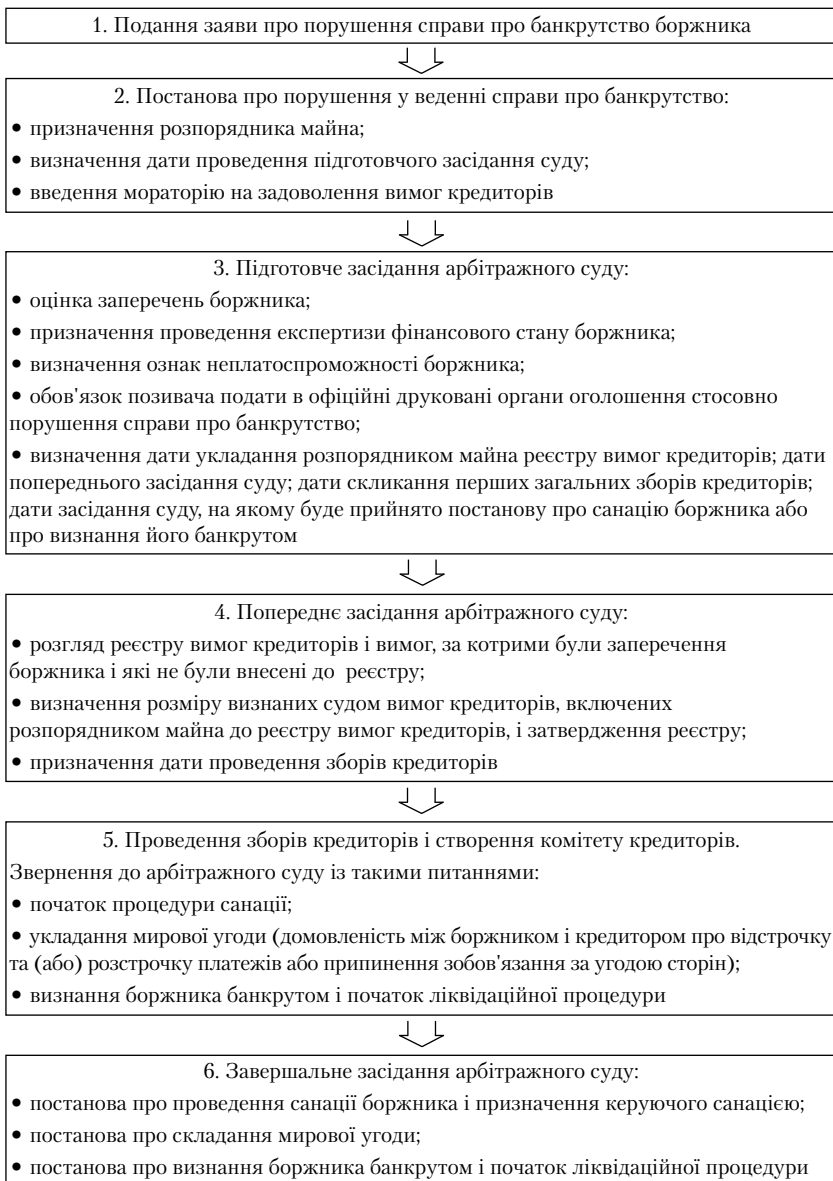 1. Подання заяви про порушення справи про банкрутство боржника
2. Постанова про порушення у веденні справи про банкрутство:
• призначення розпорядника майна;
• визначення дати проведення підготовчого засідання суду;
• введення мораторію на задоволення вимог кредиторів
3. Підготовче засідання арбітражного суду:
• оцінка заперечень боржника;
• призначення проведення експертизи фінансового стану боржника;
• визначення ознак неплатоспроможності боржника;
• обов'язок позивача подати в офіційні друковані органи оголошення стосовно
порушення справи про банкрутство;
• визначення дати укладання розпорядником майна реєстру вимог кредиторів; дати
попереднього засідання суду; дати скликання перших загальних зборів кредиторів;
дати засідання суду, на якому буде прийнято постанову про санацію боржника або
про визнання його банкрутом
4. Попереднє засідання арбітражного суду:
• розгляд реєстру вимог кредиторів і вимог, за котрими були заперечення
боржника і які не були внесені до реєстру;
• визначення розміру визнаних судом вимог кредиторів, включених
розпорядником майна до реєстру вимог кредиторів, і затвердження реєстру;
• призначення дати проведення зборів кредиторів
5. Проведення зборів кредиторів і створення комітету кредиторів.
Звернення до арбітражного суду із такими питаннями:
• початок процедури санації;
• укладання мирової угоди (домовленість між боржником і кредитором про відстрочку
та (або) розстрочку платежів або припинення зобов'язання за угодою сторін);
• визнання боржника банкрутом і початок ліквідаційної процедури
6. Завершальне засідання арбітражного суду:
• постанова про проведення санації боржника і призначення керуючого санацією;
• постанова про складання мирової угоди;
• постанова про визнання боржника банкрутом і початок ліквідаційної процедури